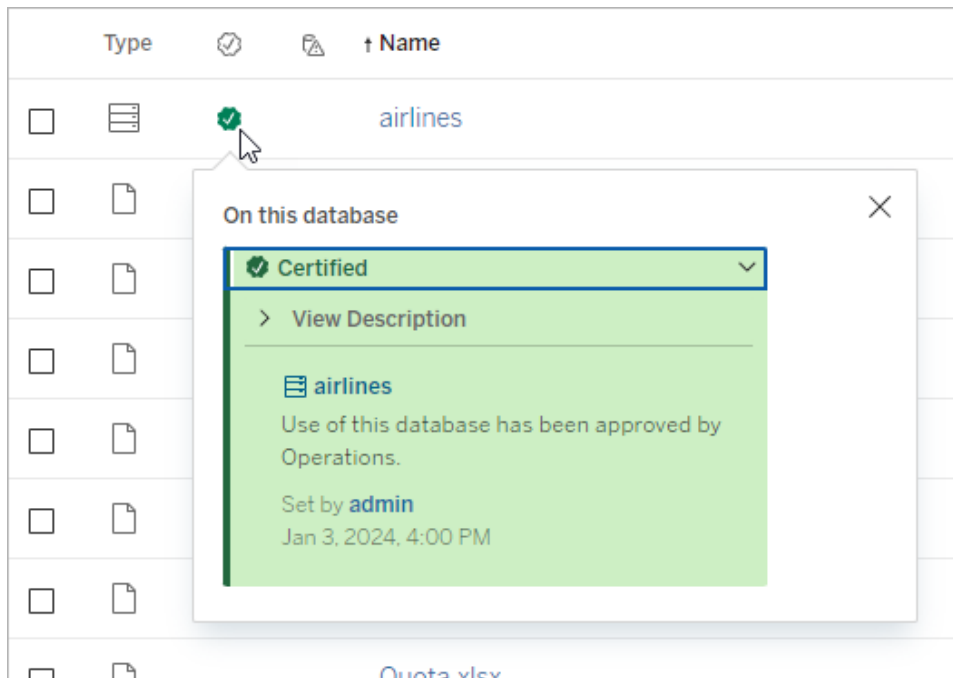 Type Name
airlines
On this database
Certified
View Description
airlines
Use of this database has been approved by
Operations.
Set by admin
Jan 3, 2024, 4:00 PM
Quota.xlsx